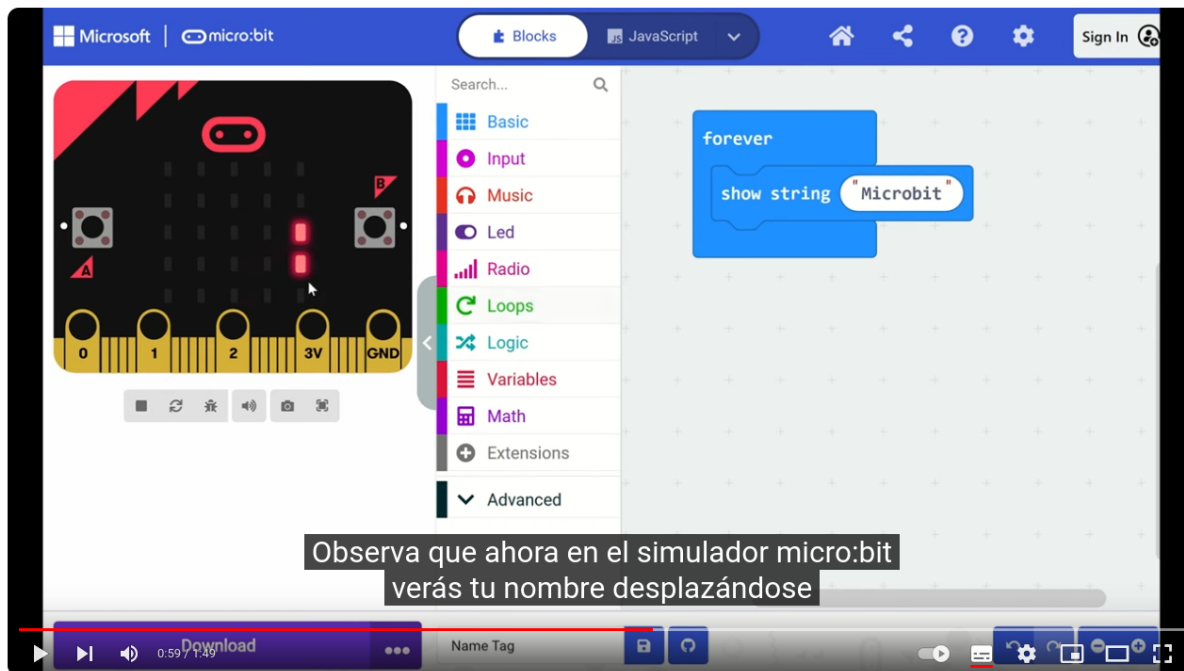 Microsoft
micro:bit
Blocks
JavaScript
Sign In
B
A
0
1
2
3V
GND
Search...
Basic
Input
Music
Led
Radio
Loops
Logic
Variables
Math
Extensions
Advanced
forever
show string "Microbit"
Observa que ahora en el simulador micro:bit
verás tu nombre desplazándose
Download
Name Tag
0:59 / 1:49